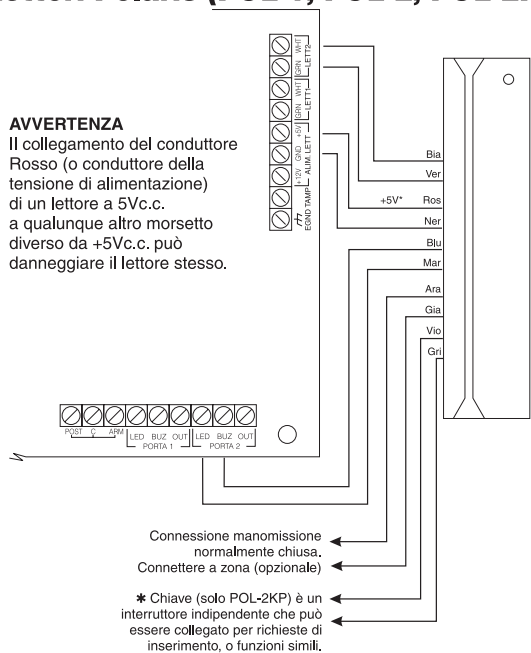 AVVERTENZA
Il collegamento del conduttore
Rosso (o conduttore della
tensione di alimentazione)
di un lettore a 5Vc.c.
a qualunque altro morsetto
diverso da +5Vc.c. può
danneggiare il lettore stesso.
WHT
GRN
LETT2
WHT
GRN
LETT1
+5V
GND
+12V
ALIM. LETT
TAMP
EGND
Bia
Ver
+5V* Ros
Ner
Blu
Mar
Ara
Gia
Vio
Gri
POST C ARM LED BUZ OUT LED BUZ OUT
PORTA 1 PORTA 2
Connessione manomissione
normalmente chiusa.
Connettere a zona (opzionale)
✱ Chiave (solo POL-2KP) è un
interruttore indipendente che può
essere collegato per richieste di
inserimento, o funzioni simili.